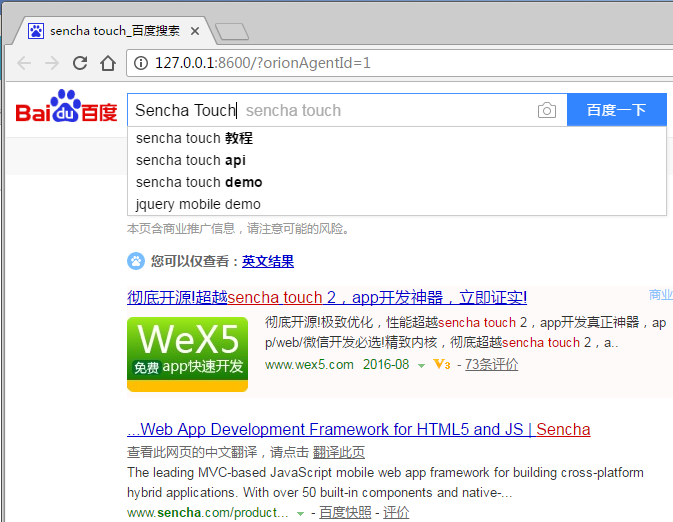 sencha touch_百度搜索
127.0.0.1:8600/?orionAgentId=1
Bai du 百度
Sencha Touch sencha touch
百度一下
sencha touch 教程
sencha touch api
sencha touch demo
jquery mobile demo
本页含商业推广信息，请注意可能的风险。
您可以仅查看：英文结果
彻底开源!超越sencha touch 2，app开发神器，立即证实!
商业
WeX5
免费 app快速开发
彻底开源!极致优化，性能超越sencha touch 2，app开发真正神器，ap
p/web/微信开发必选!精致内核，彻底超越sencha touch 2，a..
www.wex5.com 2016-08 V3 - 73条评价
...Web App Development Framework for HTML5 and JS | Sencha
查看此网页的中文翻译，请点击 翻译此页
The leading MVC-based JavaScript mobile web app framework for building cross-platform
hybrid applications. With over 50 built-in components and native-...
www.sencha.com/product... - 百度快照 - 评价